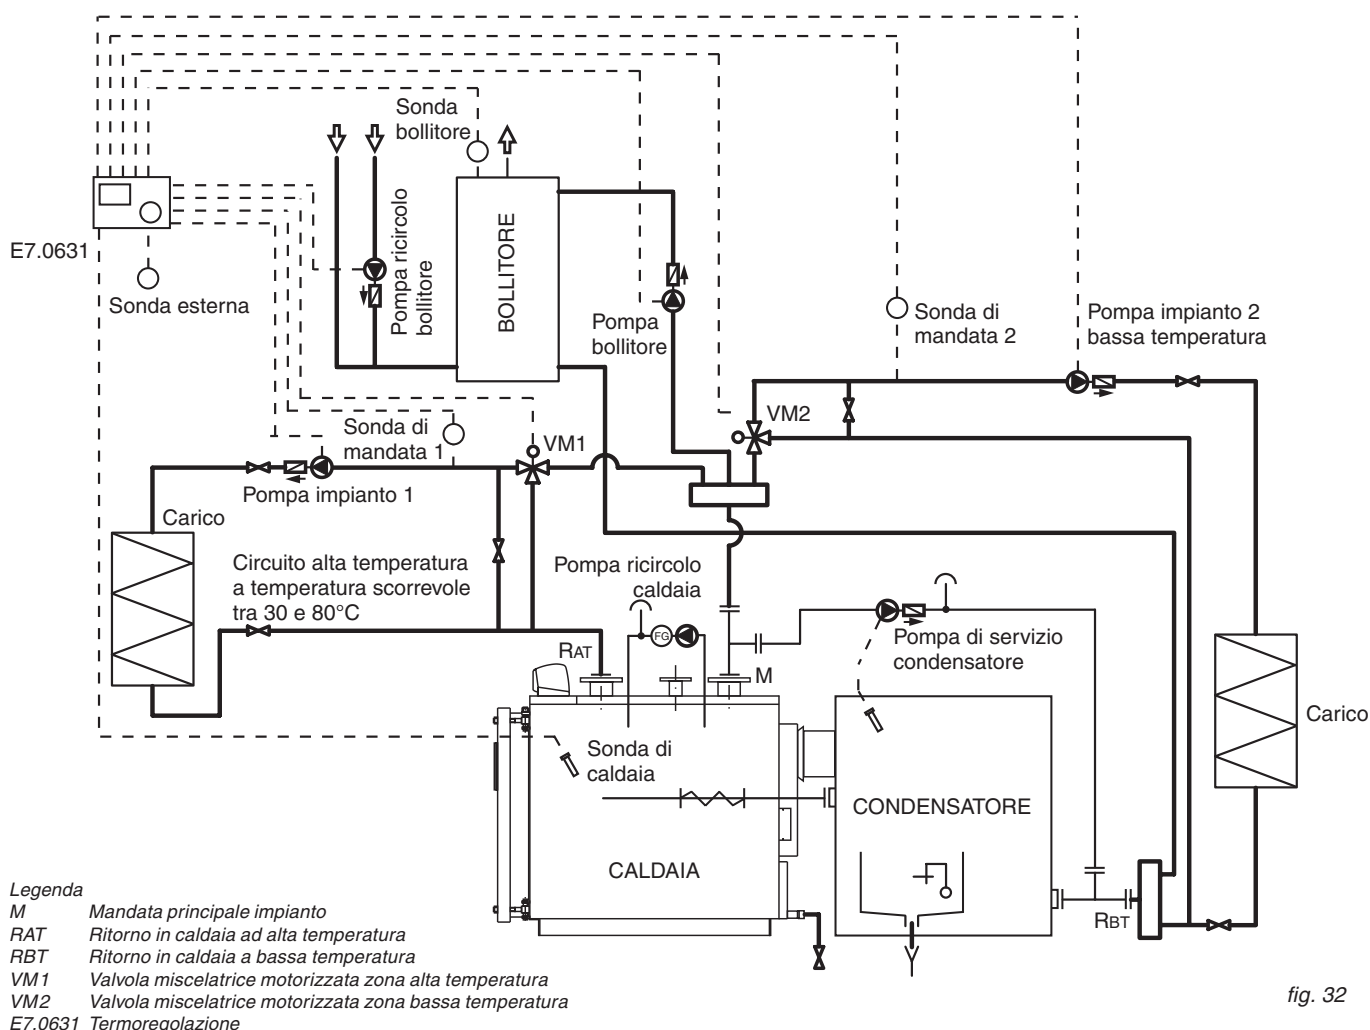 Sonda
bollitore
E7.0631
Sonda esterna
Pompa ricircolo
bollitore
BOLLITORE
Pompa
bollitore
Sonda di
mandata 2
Pompa impianto 2
bassa temperatura
VM2
Sonda di
mandata 1
VM1
Pompa impianto 1
Carico
Circuito alta temperatura
a temperatura scorrevole
tra 30 e 80°C
Pompa ricircolo
caldaia
FG
RAT
M
Pompa di servizio
condensatore
Carico
Sonda di
caldaia
CONDENSATORE
CALDAIA
RBT
Legenda
M Mandata principale impianto
RAT Ritorno in caldaia ad alta temperatura
RBT Ritorno in caldaia a bassa temperatura
VM1 Valvola miscelatrice motorizzata zona alta temperatura
VM2 Valvola miscelatrice motorizzata zona bassa temperatura
E7.0631 Termoregolazione
fig. 32